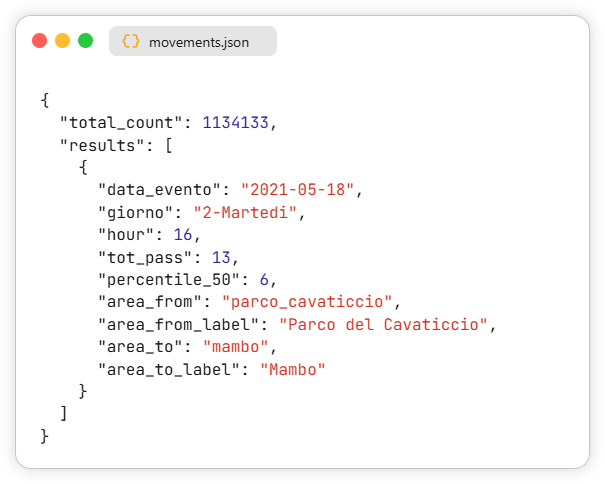 {} movements.json
{
  "total_count": 1134133,
  "results": [
    {
      "data_evento": "2021-05-18",
      "giorno": "2-Martedi",
      "hour": 16,
      "tot_pass": 13,
      "percentile_50": 6,
      "area_from": "parco_cavaticcio",
      "area_from_label": "Parco del Cavaticcio",
      "area_to": "mambo",
      "area_to_label": "Mambo"
    }
  ]
}